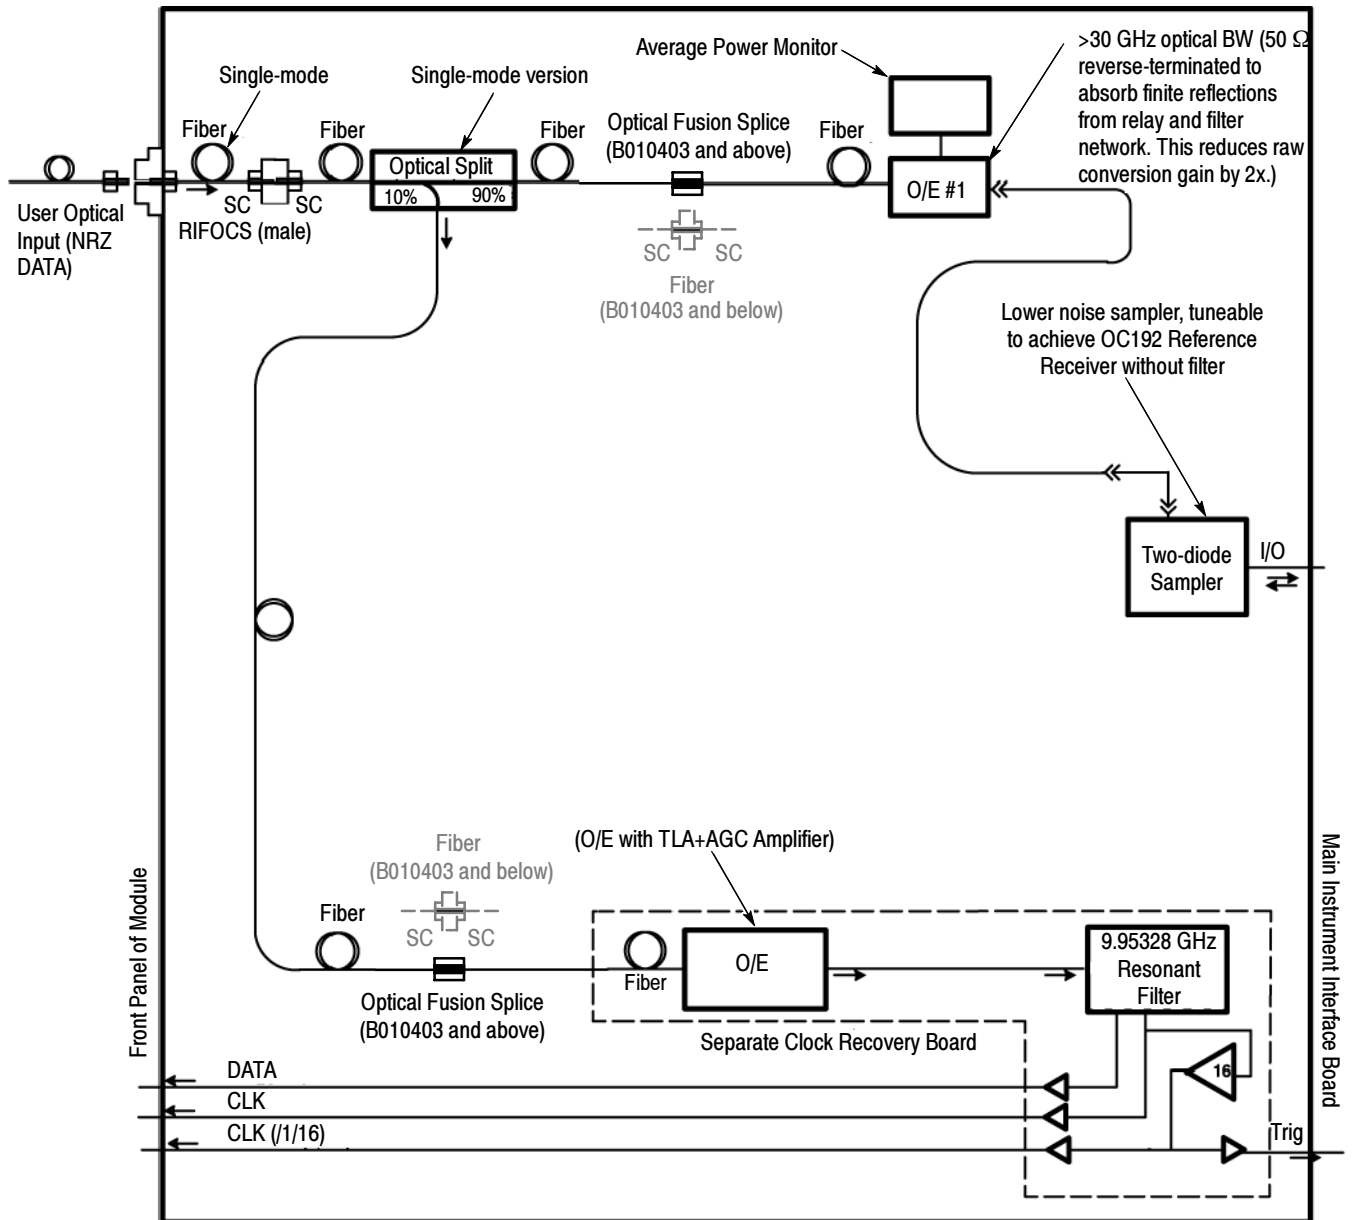 Average Power Monitor
>30 GHz optical BW (50 Ω
reverse-terminated to
absorb finite reflections
from relay and filter
network. This reduces raw
conversion gain by 2x.)
Single-mode
Single-mode version
Fiber
Fiber
Fiber
Optical Fusion Splice
(B010403 and above)
Fiber
Optical Split
10%
90%
O/E #1
User Optical
Input (NRZ
DATA)
SC
SC
RIFOCS (male)
SC
SC
Fiber
(B010403 and below)
Lower noise sampler, tuneable
to achieve OC192 Reference
Receiver without filter
Two-diode
Sampler
I/O
Fiber
(B010403 and below)
SC
SC
(O/E with TLA+AGC Amplifier)
Front Panel of Module
Main Instrument Interface Board
Fiber
Optical Fusion Splice
(B010403 and above)
Fiber
O/E
9.95328 GHz
Resonant
Filter
Separate Clock Recovery Board
16
DATA
CLK
CLK (/1/16)
Trig